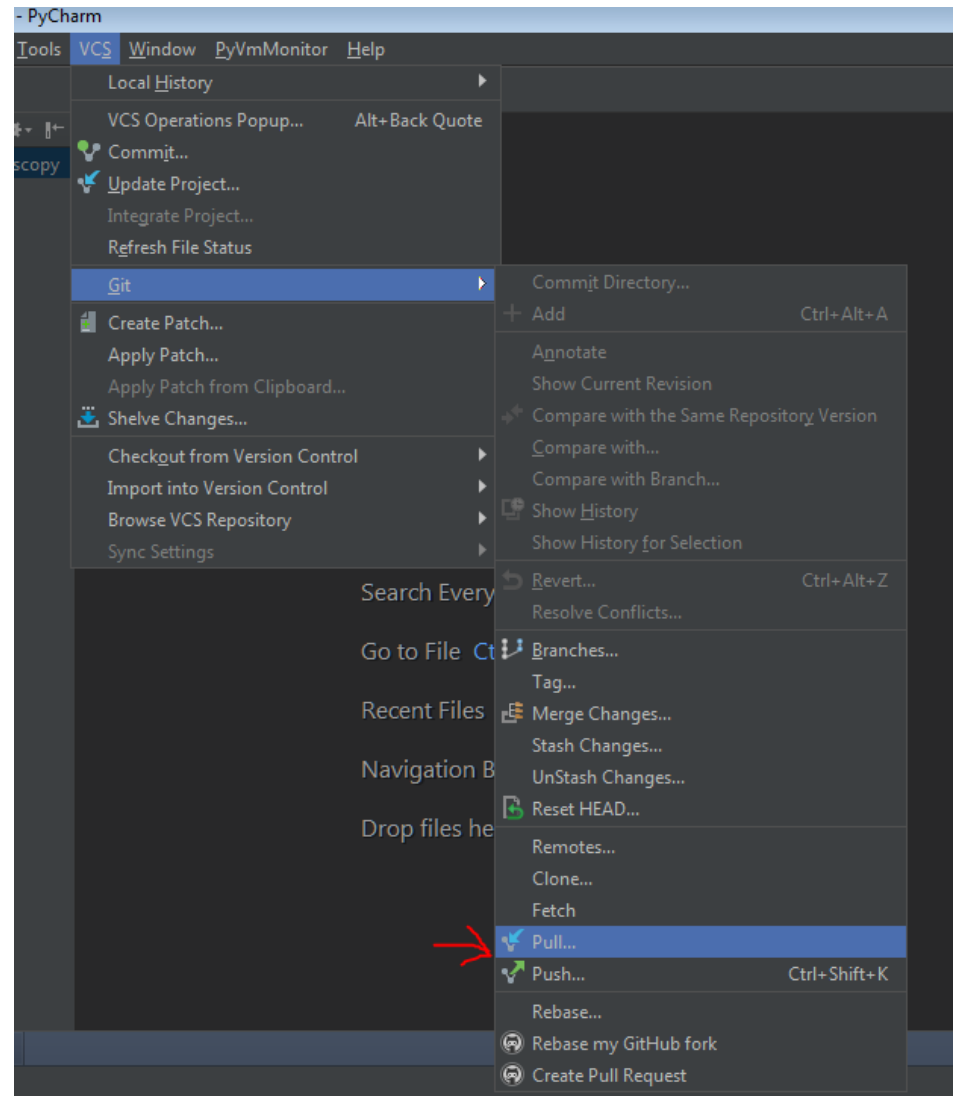 - PyCharm
Tools VCS Window PyVmMonitor Help
Local History
VCS Operations Popup... Alt+Back Quote
Commit...
scopy
Update Project...
Integrate Project...
Refresh File Status
Git
Create Patch...
Apply Patch...
Apply Patch from Clipboard...
Shelve Changes...
Checkout from Version Control
Import into Version Control
Browse VCS Repository
Sync Settings
Commit Directory...
Add Ctrl+Alt+A
Annotate
Show Current Revision
Compare with the Same Repository Version
Compare with...
Compare with Branch...
Show History
Show History for Selection
Revert... Ctrl+Alt+Z
Resolve Conflicts...
Branches...
Tag...
Merge Changes...
Stash Changes...
UnStash Changes...
Reset HEAD...
Remotes...
Clone...
Fetch
Pull...
Push... Ctrl+Shift+K
Rebase...
Rebase my GitHub fork
Create Pull Request
Search Every
Go to File Ct
Recent Files
Navigation B
Drop files he